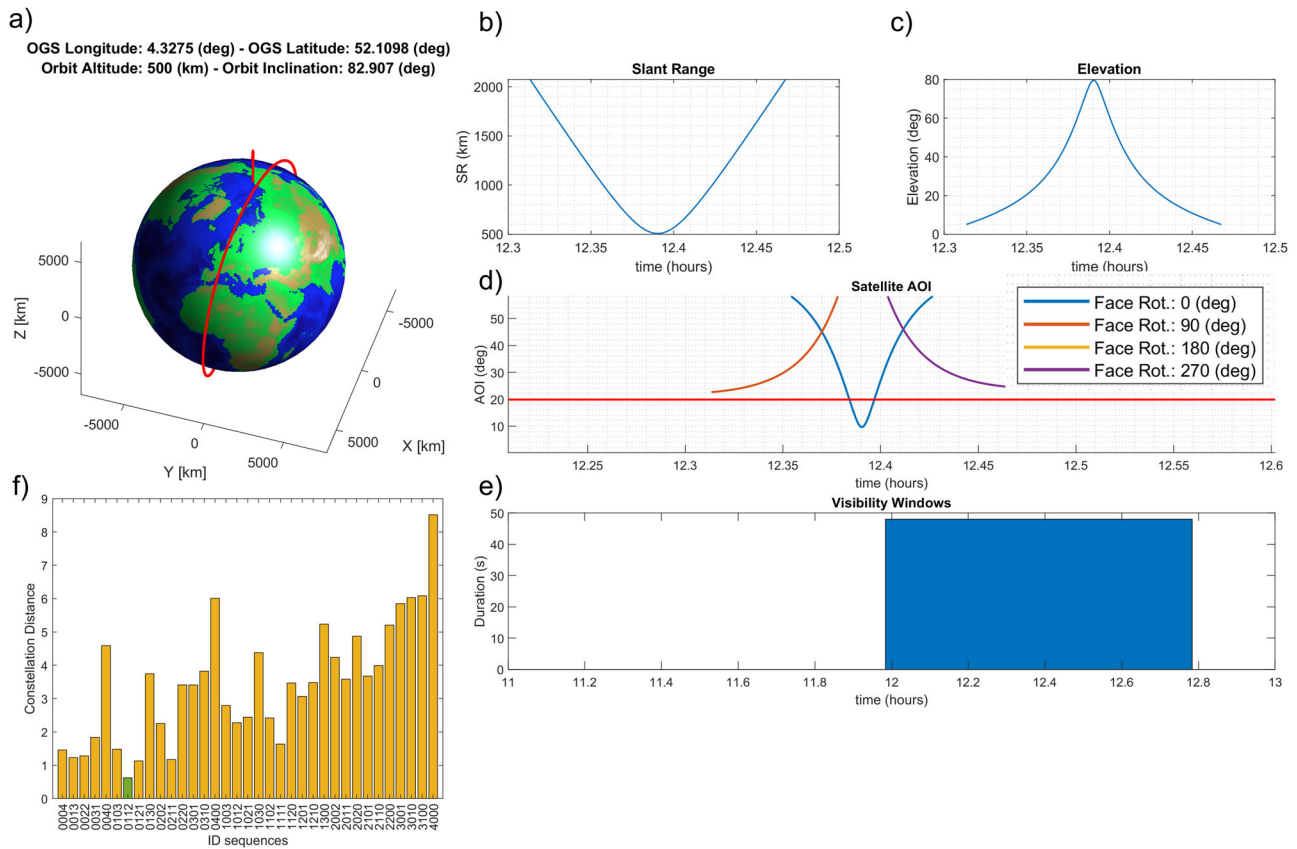 a)
OGS Longitude: 4.3275 (deg) - OGS Latitude: 52.1098 (deg)
Orbit Altitude: 500 (km) - Orbit Inclination: 82.907 (deg)
5000
0
-5000
Z [km]
-5000
0
5000
Y [km]
-5000
0
5000
X [km]
b)
Slant Range
2000
1500
1000
500
SR (km)
12.3 12.35 12.4 12.45 12.5
time (hours)
c)
Elevation
80
60
40
20
0
Elevation (deg)
12.3 12.35 12.4 12.45 12.5
time (hours)
d)
Satellite AOI
50
40
30
20
10
AOI (deg)
Face Rot.: 0 (deg)
Face Rot.: 90 (deg)
Face Rot.: 180 (deg)
Face Rot.: 270 (deg)
12.25 12.3 12.35 12.4 12.45 12.5 12.55 12.6
time (hours)
e)
Visibility Windows
50
40
30
20
10
0
Duration (s)
11 11.2 11.4 11.6 11.8 12 12.2 12.4 12.6 12.8 13
time (hours)
f)
9
8
7
6
5
4
3
2
1
0
Constellation Distance
0004 0013 0022 0031 0040 0103 0112 0121 0130 0202 0211 0220 0301 0310 0400 1003 1012 1021 1030 1102 1111 1120 1201 1210 1300 2002 2011 2020 2101 2110 2200 3001 3010 3100 4000
ID sequences